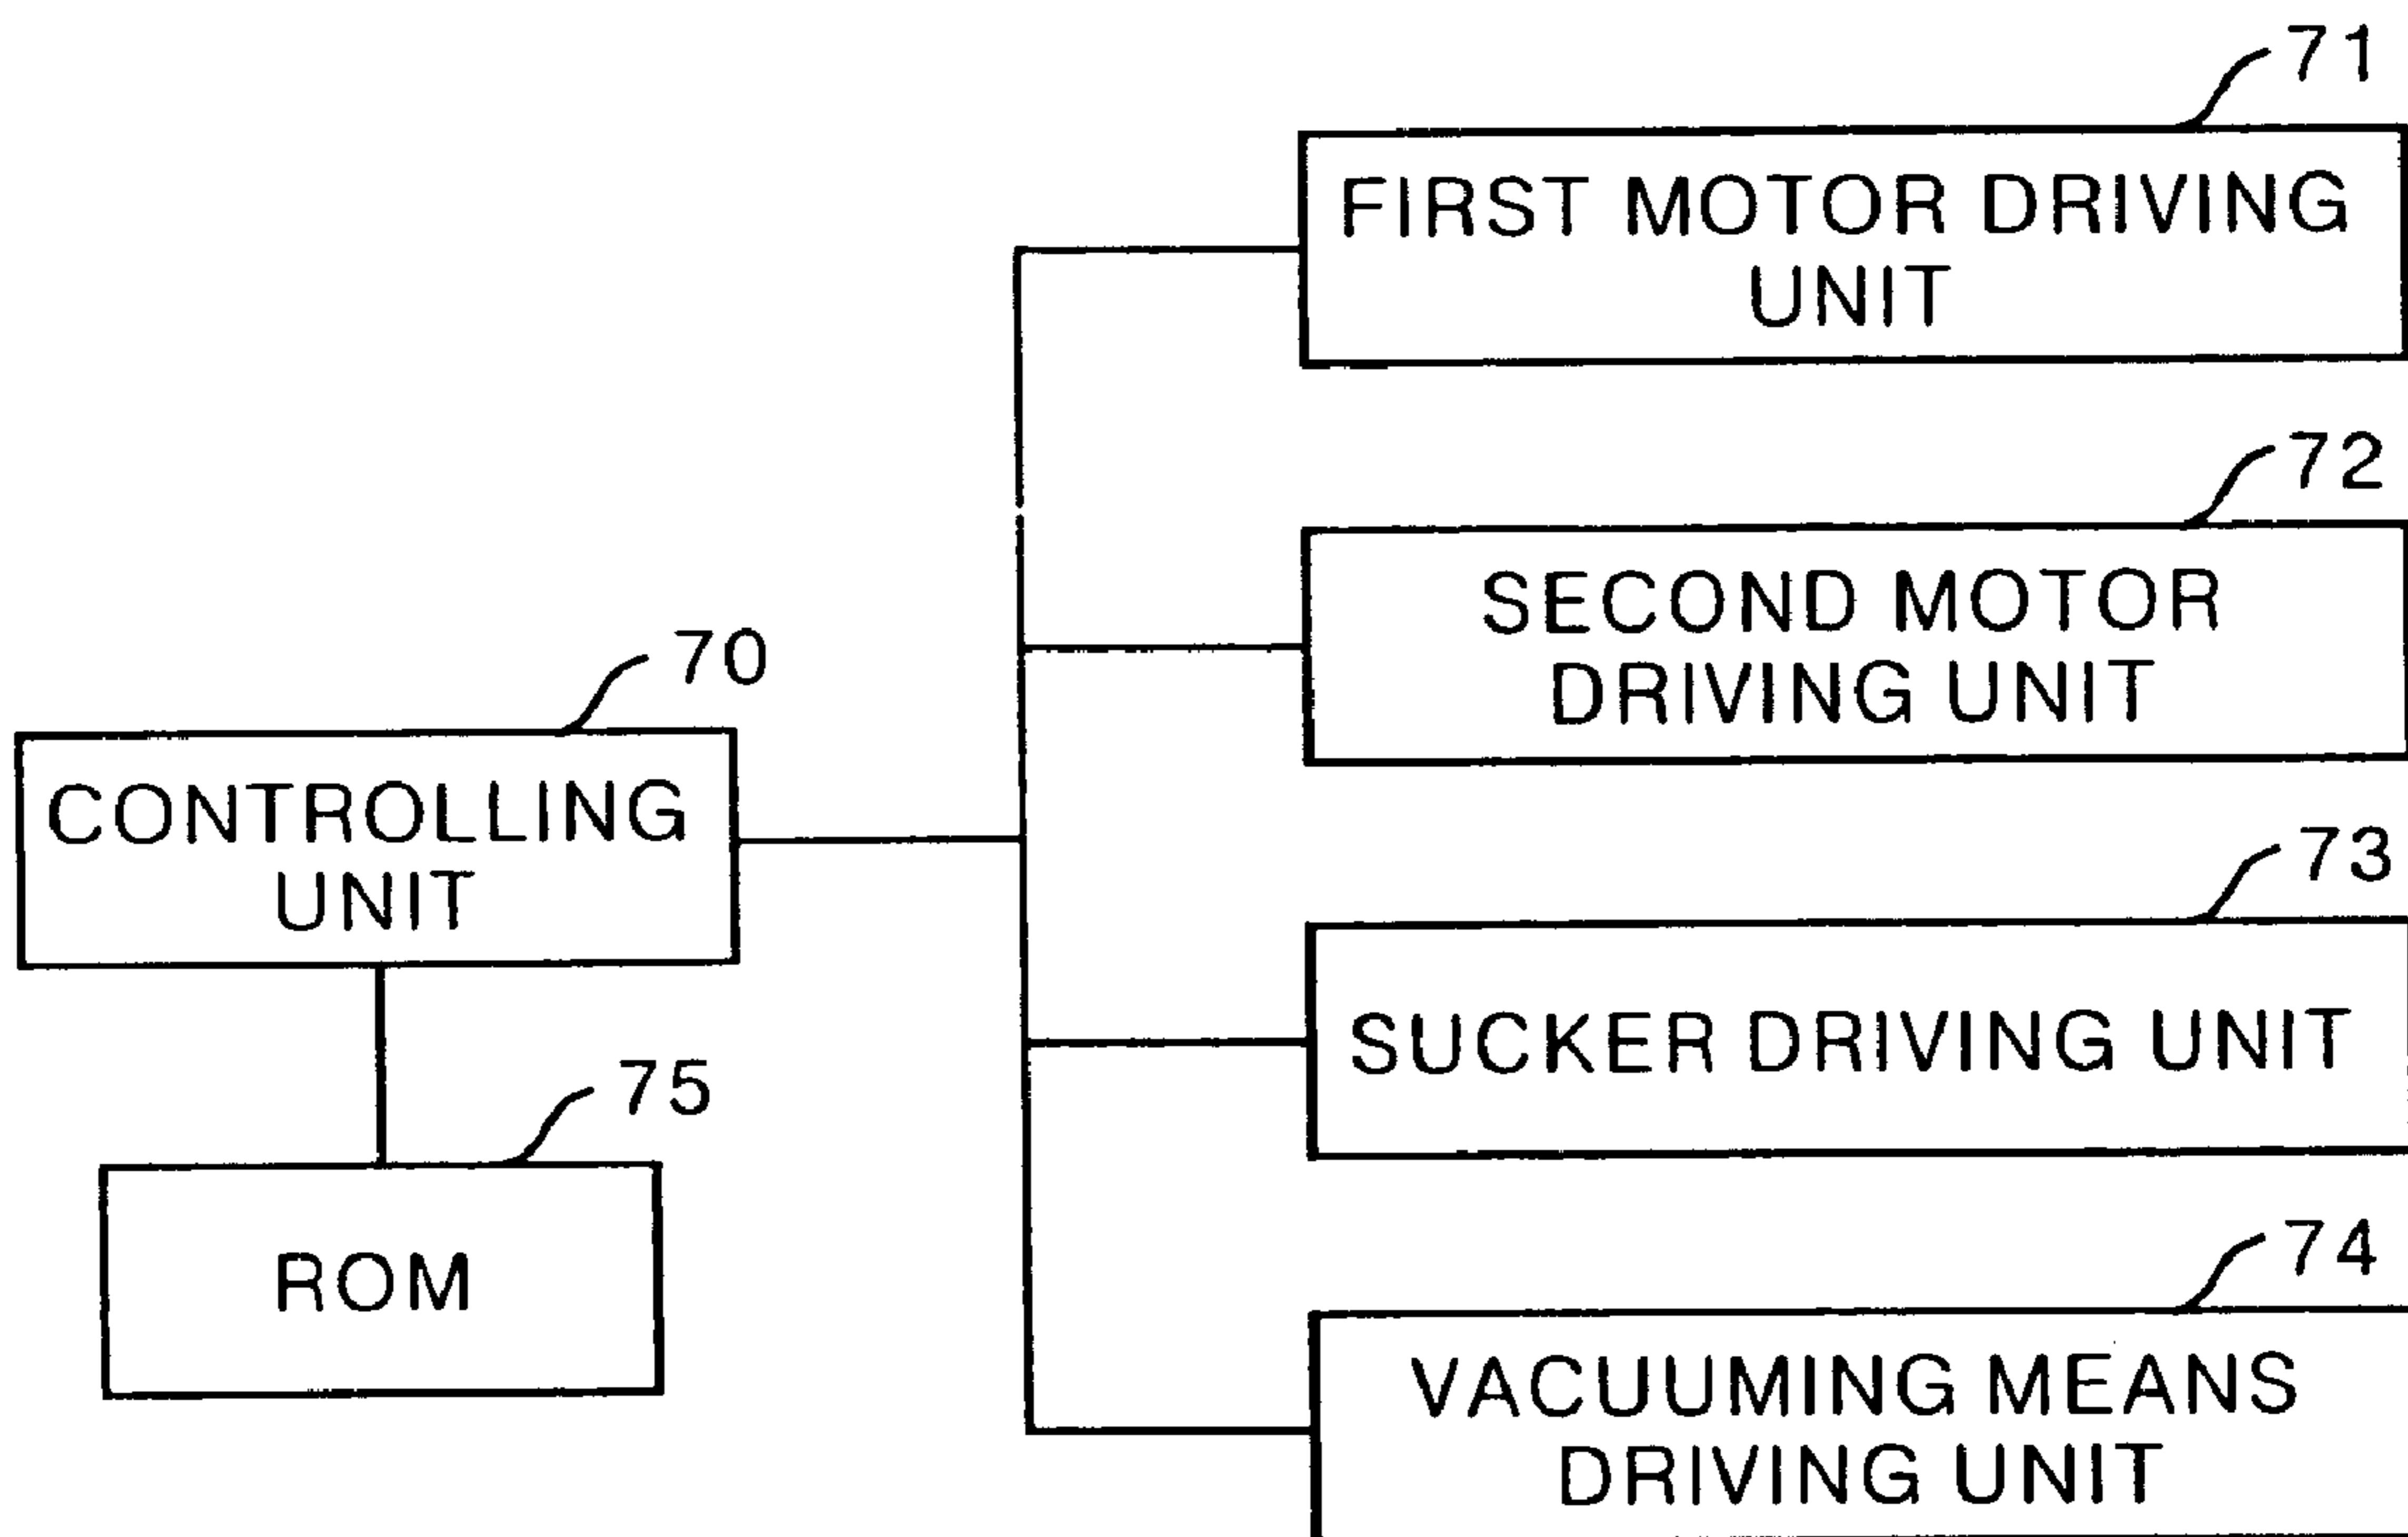 71
FIRST MOTOR DRIVING
UNIT
72
SECOND MOTOR
DRIVING UNIT
70
CONTROLLING
UNIT
73
SUCKER DRIVING UNIT
75
ROM
74
VACUUMING MEANS
DRIVING UNIT